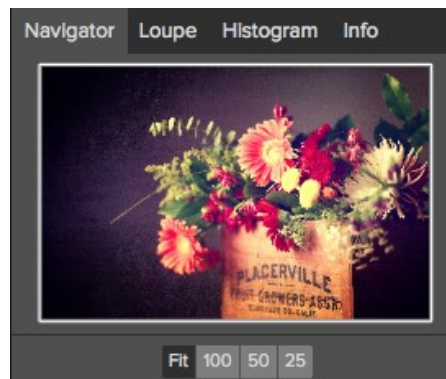 Navigator Loupe Histogram Info
PLACERVILLE
FRUIT GROWERS ASS'N.
Fit 100 50 25